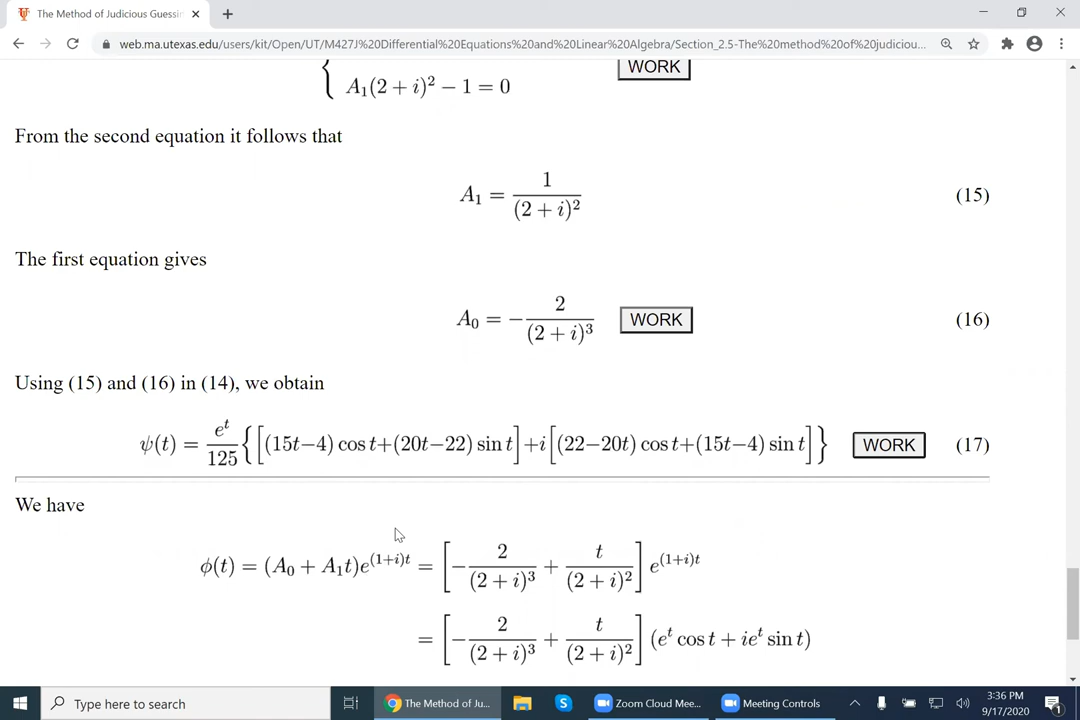 The Method of Judicious Guessin
web.ma.utexas.edu/users/kit/Open/UT/M427J%20Differential%20Equations%20and%20Linear%20Algebra/Section_2.5-The%20method%20of%20judiciou...
A₁(2 + i)² − 1 = 0
WORK
From the second equation it follows that
A₁ = 1/(2 + i)² (15)
The first equation gives
A₀ = −2/(2 + i)³ WORK (16)
Using (15) and (16) in (14), we obtain
ψ(t) = eᵗ/125 {[(15t−4) cos t+(20t−22) sin t]+i[(22−20t) cos t+(15t−4) sin t]} WORK (17)
We have
ϕ(t) = (A₀ + A₁t)e^{(1+i)t} = [−2/(2 + i)³ + t/(2 + i)²] e^{(1+i)t}
= [−2/(2 + i)³ + t/(2 + i)²] (eᵗ cos t + ieᵗ sin t)
Type here to search
The Method of Ju...
Zoom Cloud Mee...
Meeting Controls
3:36 PM
9/17/2020
1